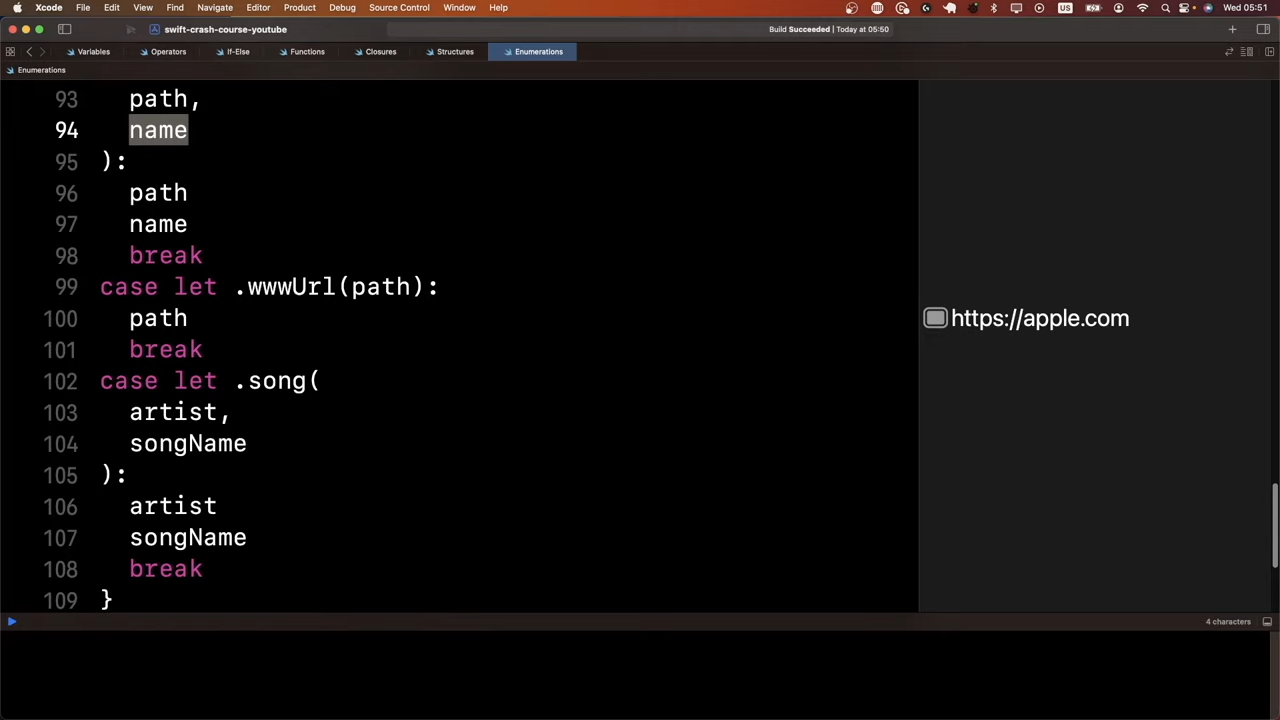 Xcode File Edit View Find Navigate Editor Product Debug Source Control Window Help US Wed 05:51
swift-crash-course-youtube Build Succeeded | Today at 05:50
Variables Operators If-Else Functions Closures Structures Enumerations
Enumerations
93 path,
94 name
95 ):
96 path
97 name
98 break
99 case let .wwwUrl(path):
100 path https://apple.com
101 break
102 case let .song(
103 artist,
104 songName
105 ):
106 artist
107 songName
108 break
109 }
4 characters